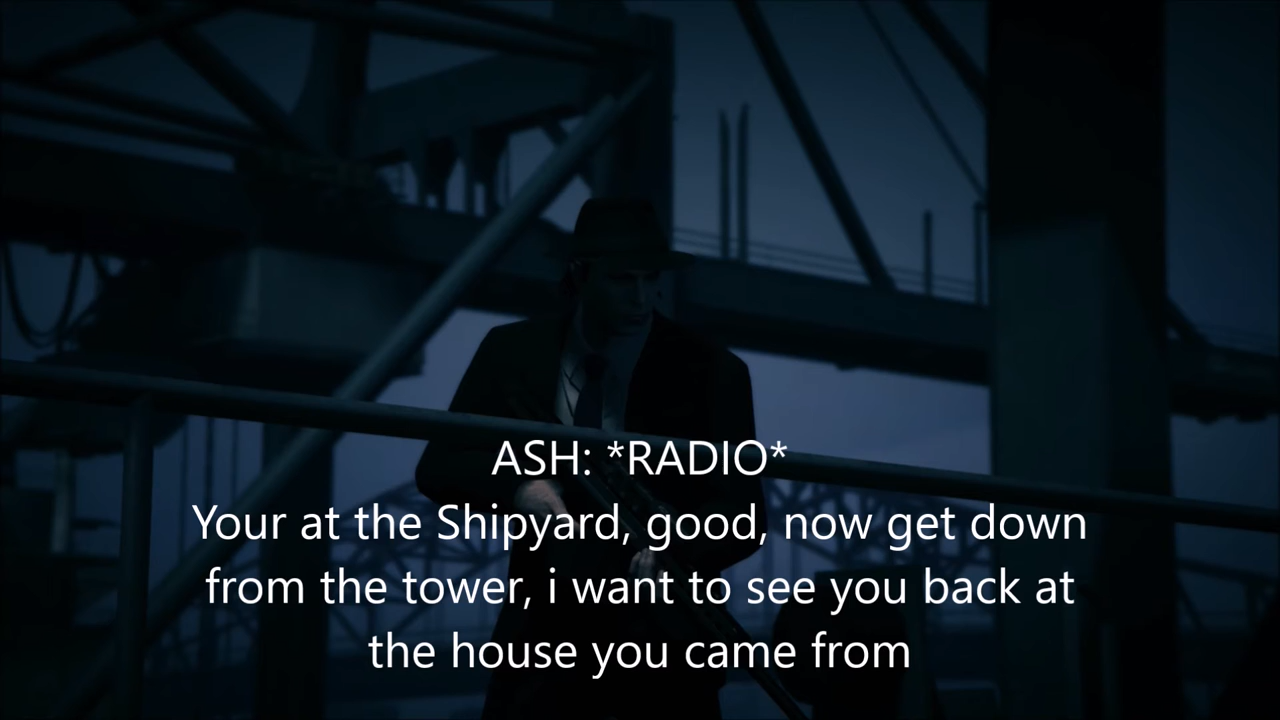 ASH: *RADIO*
Your at the Shipyard, good, now get down
from the tower, i want to see you back at
the house you came from